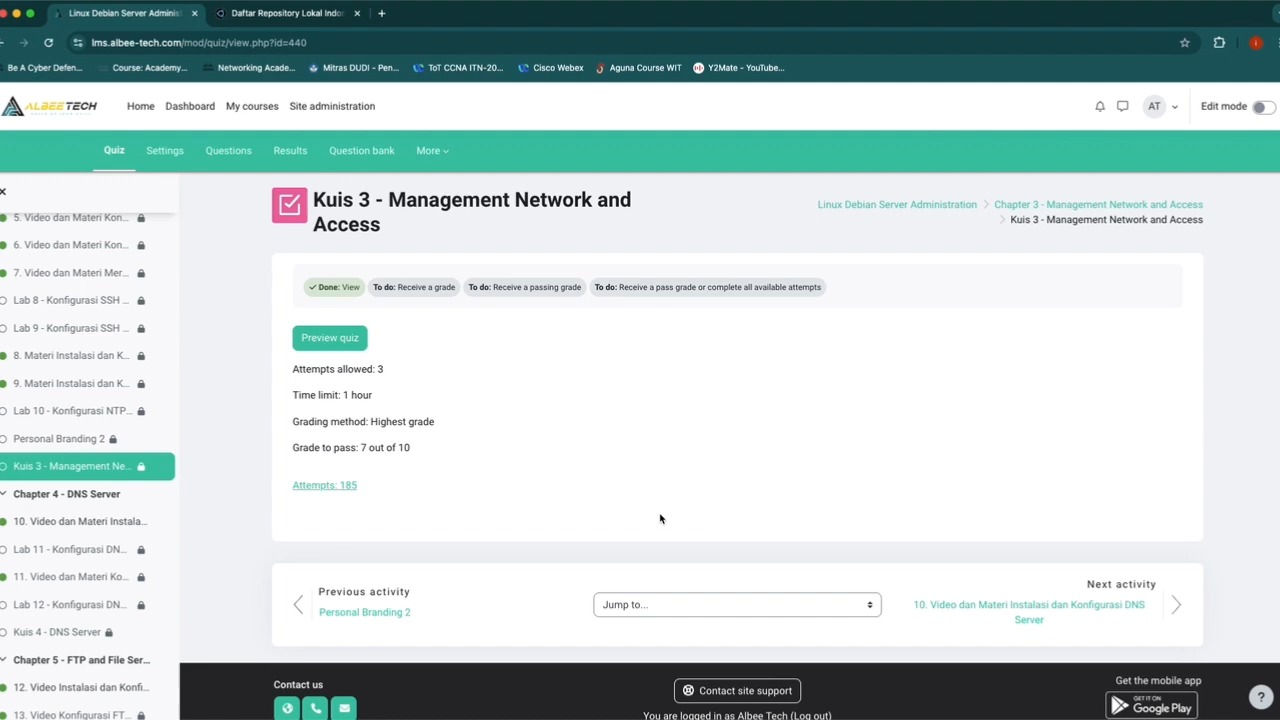 Linux Debian Server Adminis
Daftar Repository Lokal Indon
lms.albee-tech.com/mod/quiz/view.php?id=440
Be A Cyber Defen...
Course: Academy...
Networking Acade...
Mitras DUDI - Pen...
ToT CCNA ITN-20...
Cisco Webex
Aguna Course WIT
Y2Mate - YouTube...
ALBEETECH
Home
Dashboard
My courses
Site administration
AT
Edit mode
Quiz
Settings
Questions
Results
Question bank
More
5. Video dan Materi Kon...
6. Video dan Materi Kon...
7. Video dan Materi Mer...
Lab 8 - Konfigurasi SSH ...
Lab 9 - Konfigurasi SSH ...
8. Materi Instalasi dan K...
9. Materi Instalasi dan K...
Lab 10 - Konfigurasi NTP...
Personal Branding 2
Kuis 3 - Management Ne...
Chapter 4 - DNS Server
10. Video dan Materi Instala...
Lab 11 - Konfigurasi DN...
11. Video dan Materi Ko...
Lab 12 - Konfigurasi DN...
Kuis 4 - DNS Server
Chapter 5 - FTP and File Ser...
12. Video Instalasi dan Konfi...
13. Video Konfigurasi FT...
Kuis 3 - Management Network and
Access
Linux Debian Server Administration
Chapter 3 - Management Network and Access
Kuis 3 - Management Network and Access
Done: View
To do: Receive a grade
To do: Receive a passing grade
To do: Receive a pass grade or complete all available attempts
Preview quiz
Attempts allowed: 3
Time limit: 1 hour
Grading method: Highest grade
Grade to pass: 7 out of 10
Attempts: 185
Previous activity
Personal Branding 2
Jump to...
Next activity
10. Video dan Materi Instalasi dan Konfigurasi DNS
Server
Contact us
Contact site support
You are logged in as Albee Tech (Log out)
Get the mobile app
GET IT ON
Google Play
?